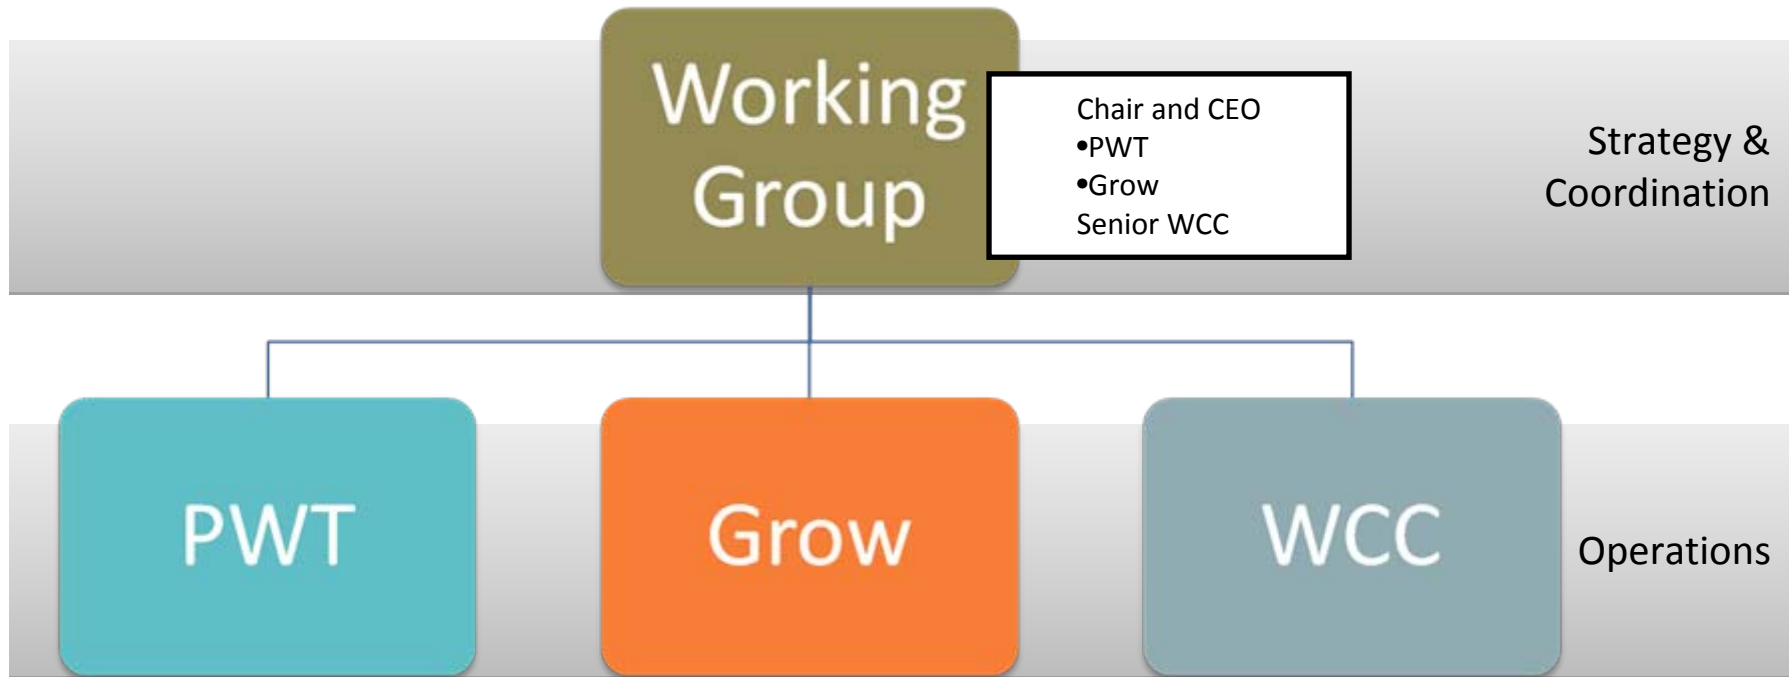 Working
Group
Chair and CEO
•PWT
•Grow
Senior WCC
Strategy &
Coordination
PWT
Grow
WCC
Operations